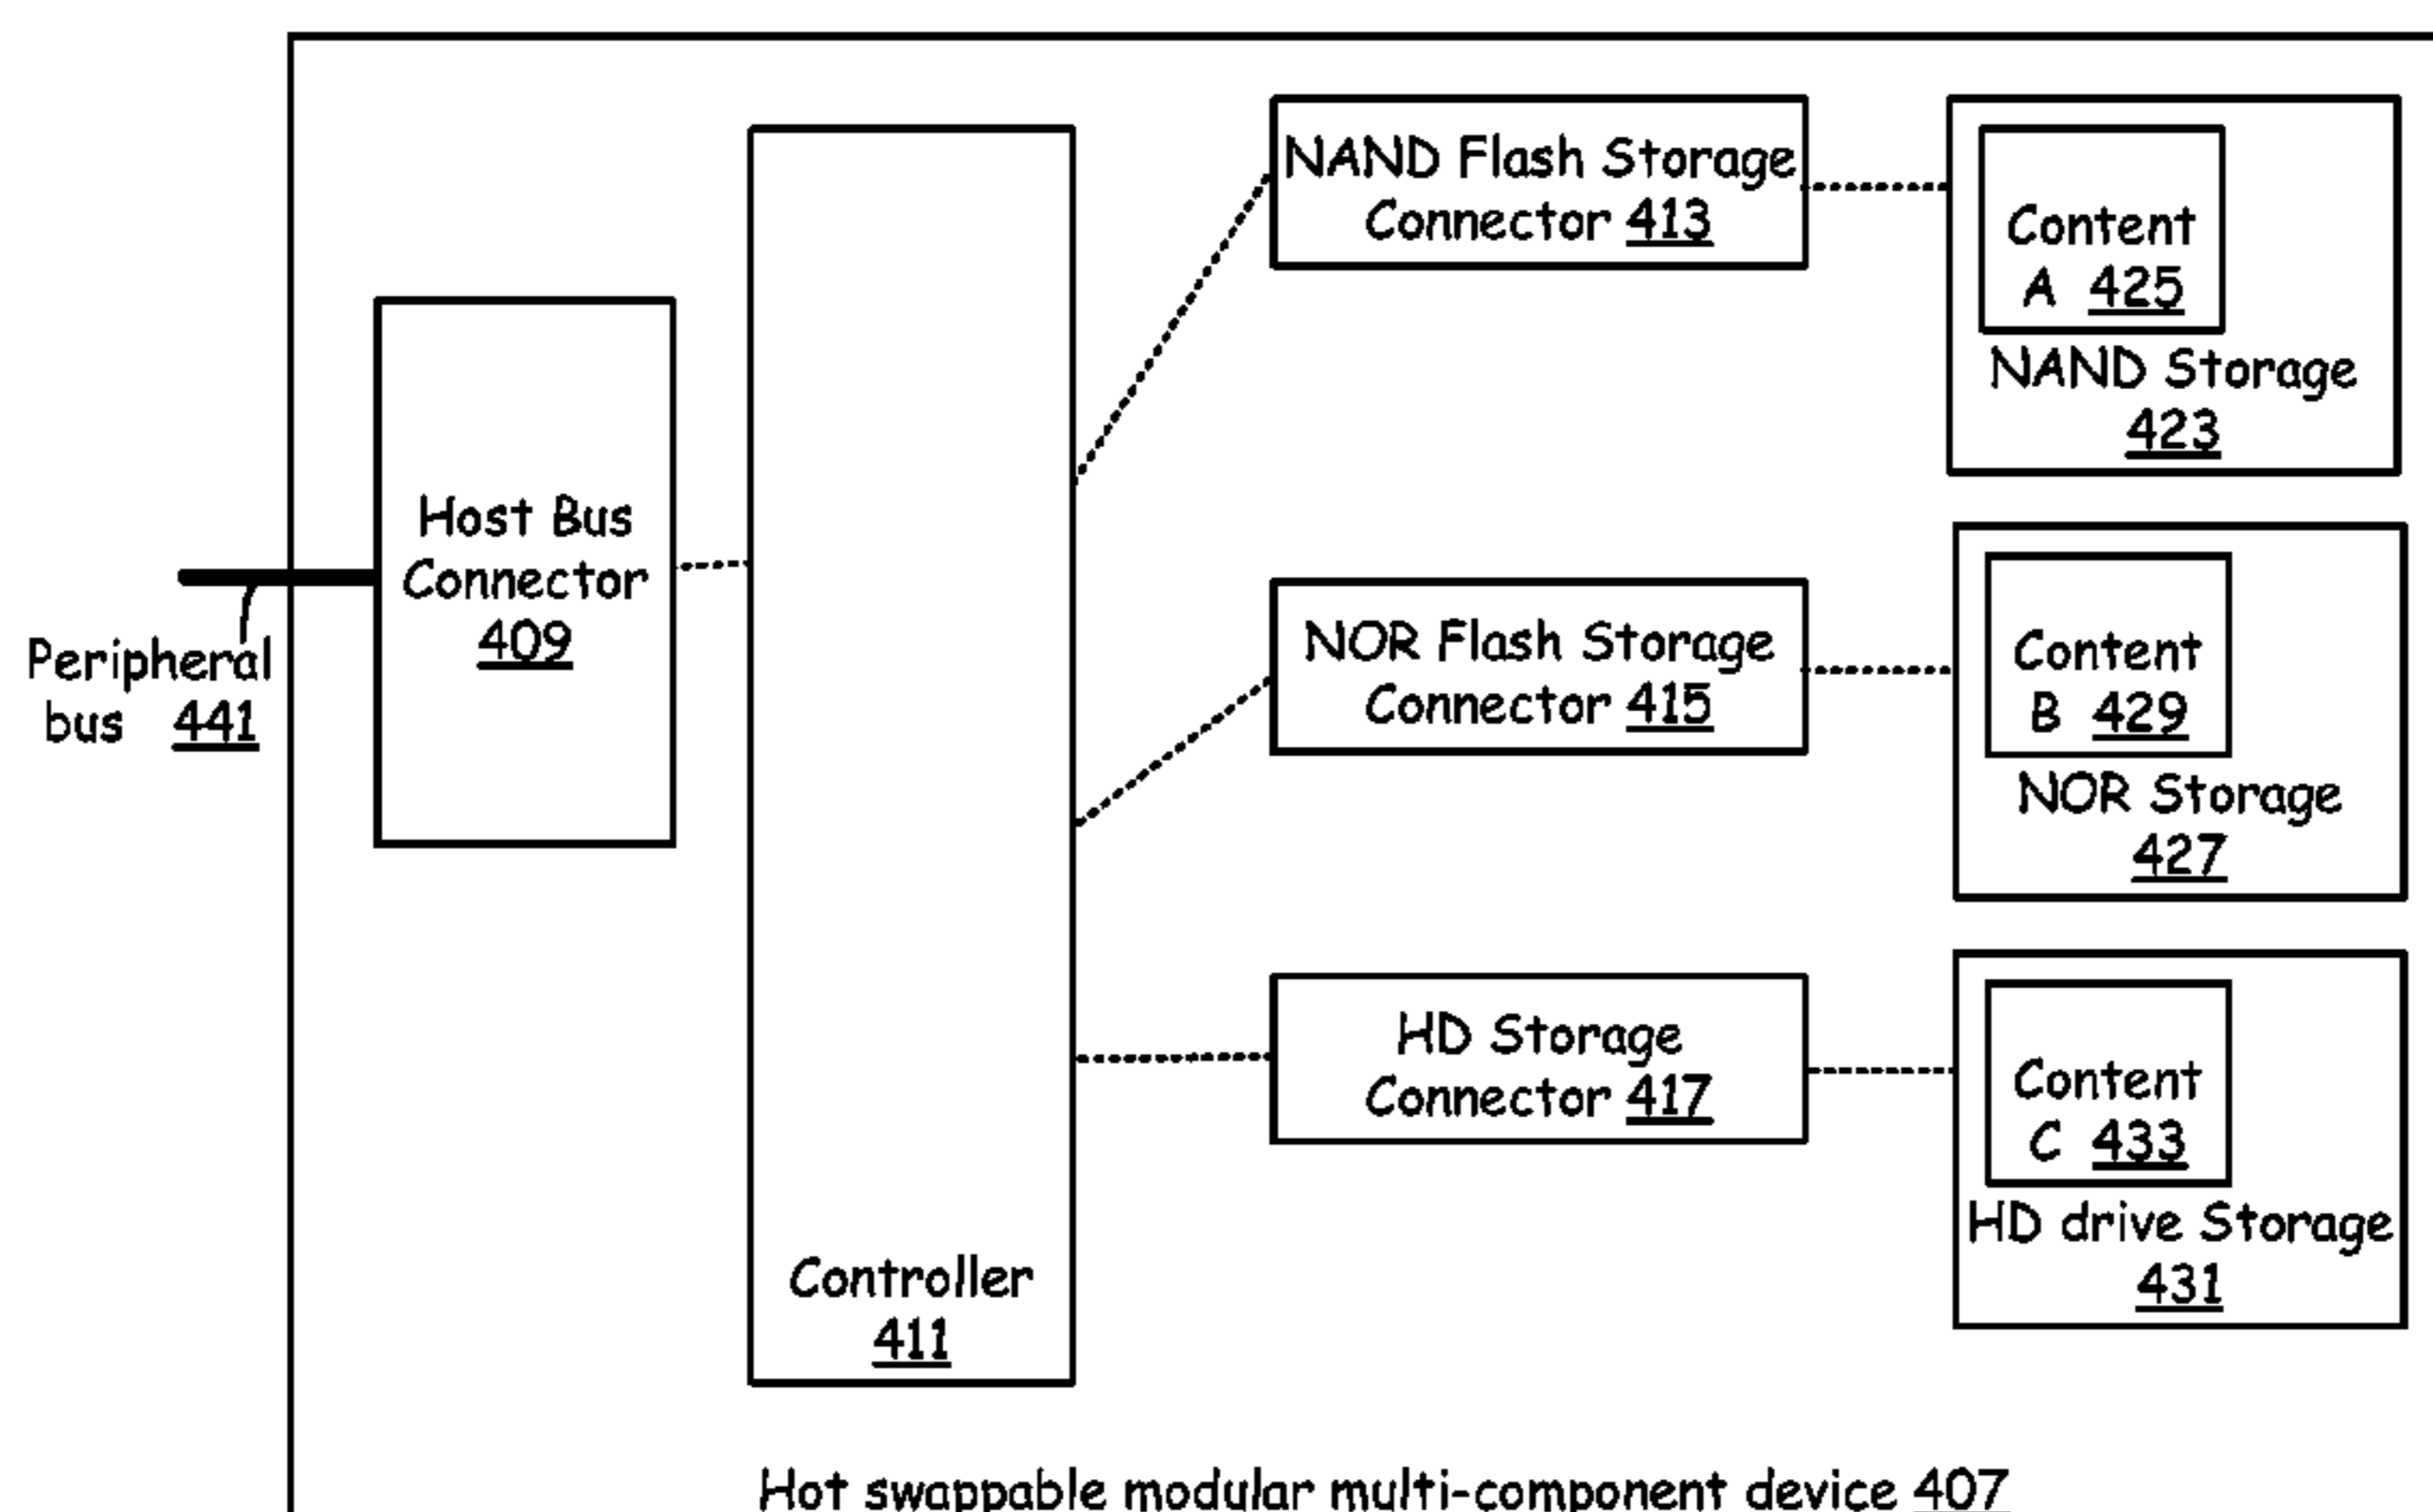 Peripheral
bus 441
Host Bus
Connector
409
Controller
411
NAND Flash Storage
Connector 413
NOR Flash Storage
Connector 415
HD Storage
Connector 417
Content
A 425
NAND Storage
423
Content
B 429
NOR Storage
427
Content
C 433
HD drive Storage
431
Hot swappable modular multi-component device 407